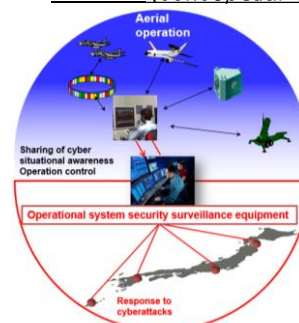 Aerial
operation
Sharing of cyber
situational awareness
Operation control
Operational system security surveillance equipment
Response to
cyberattacks